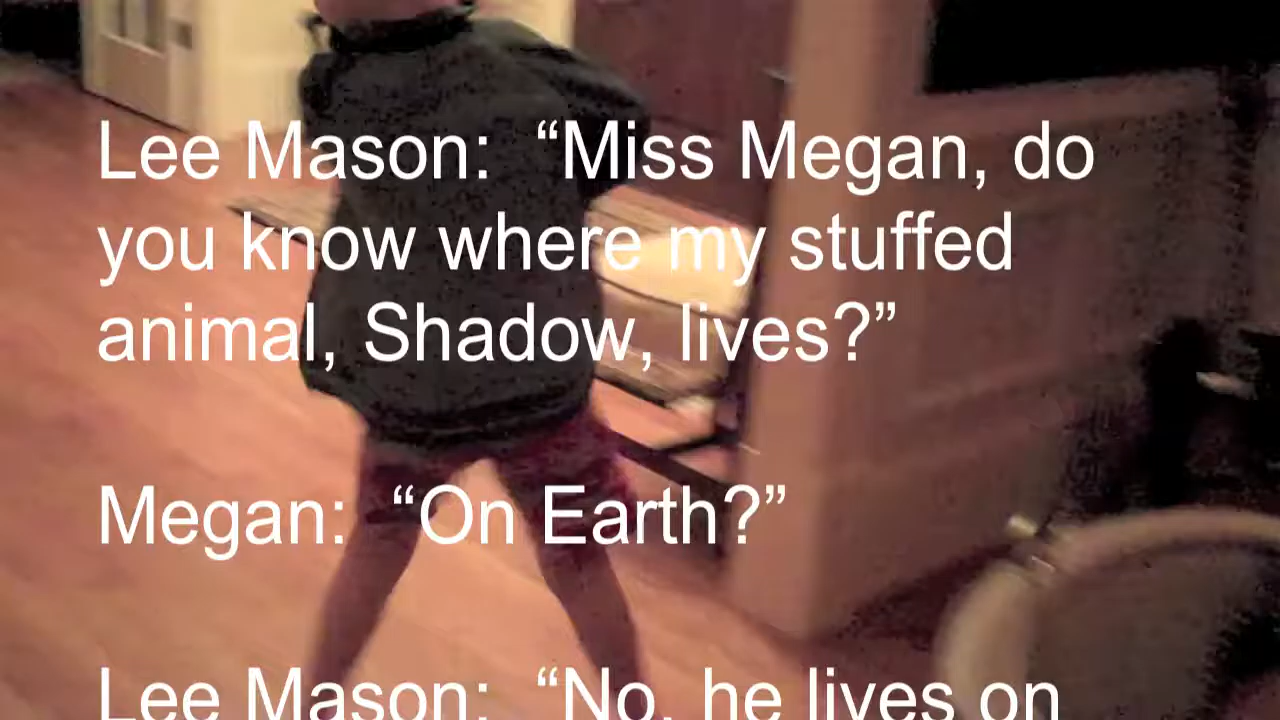 Lee Mason:  “Miss Megan, do
you know where my stuffed
animal, Shadow, lives?”
Megan:  “On Earth?”
Lee Mason:  “No, he lives on